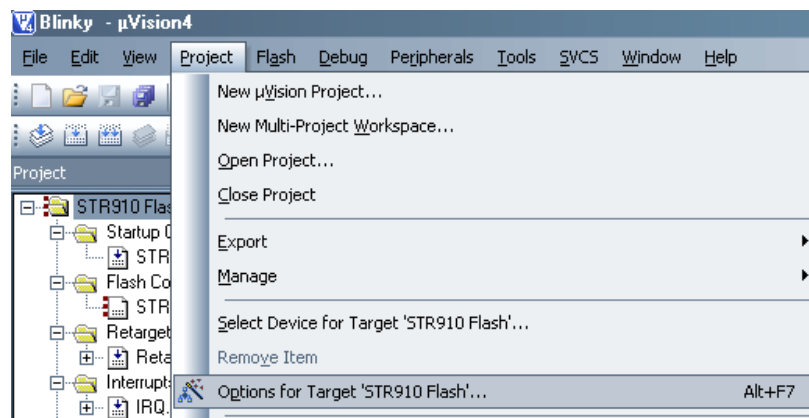 Blinky - µVision4
File Edit View Project Flash Debug Peripherals Tools SVCS Window Help
New µVision Project...
New Multi-Project Workspace...
Open Project...
Close Project
Export
Manage
Select Device for Target 'STR910 Flash'...
Remove Item
Options for Target 'STR910 Flash'... Alt+F7
Project
STR910 Flas
Startup C
STR
Flash Co
STR
Retarget
Reta
Interrupt
IRQ.